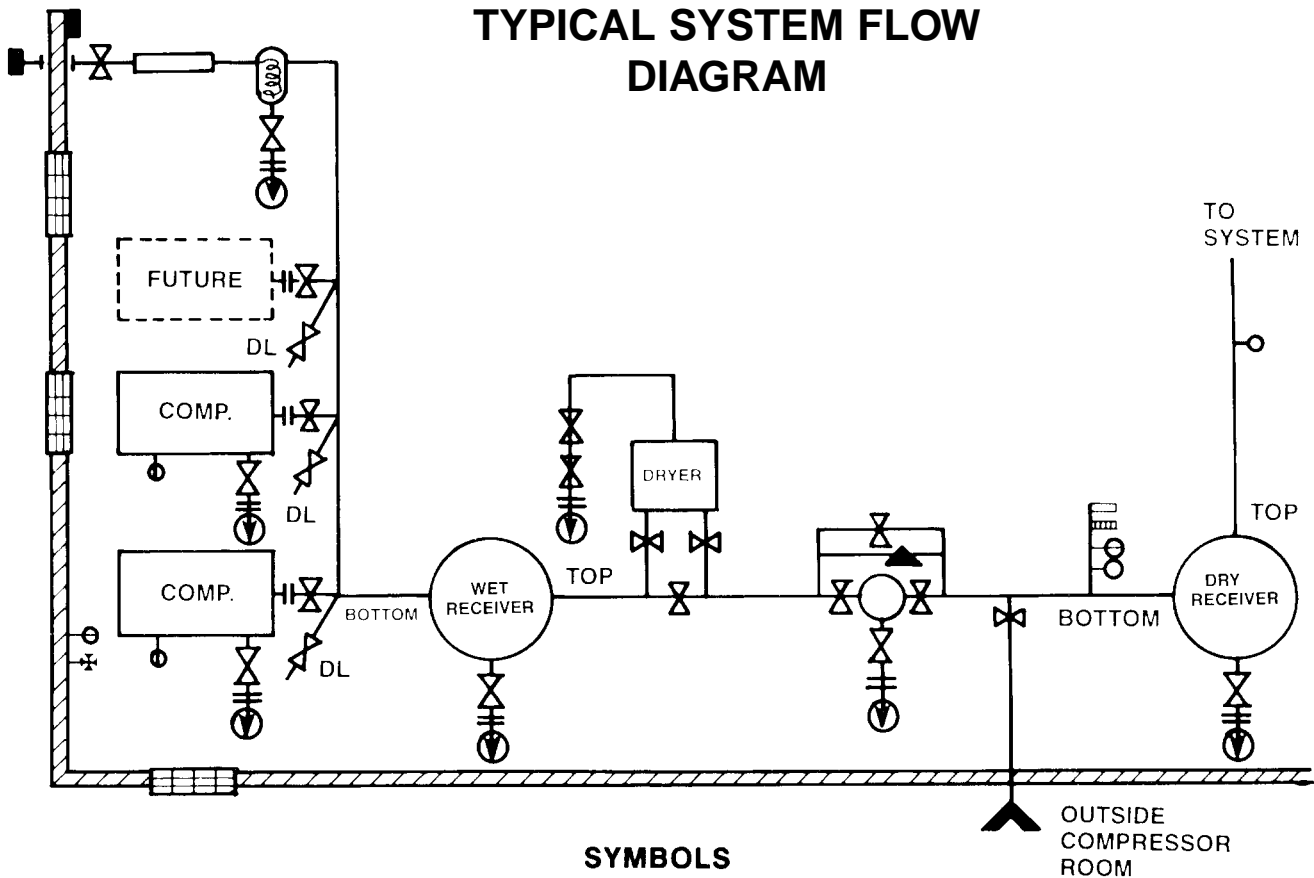 TYPICAL SYSTEM FLOW
DIAGRAM
TO
SYSTEM
FUTURE
DL
COMP.
DL
DRYER
TOP
COMP.
WET
RECEIVER
TOP
BOTTOM
DL
DRY
RECEIVER
BOTTOM
OUTSIDE
COMPRESSOR
ROOM
SYMBOLS